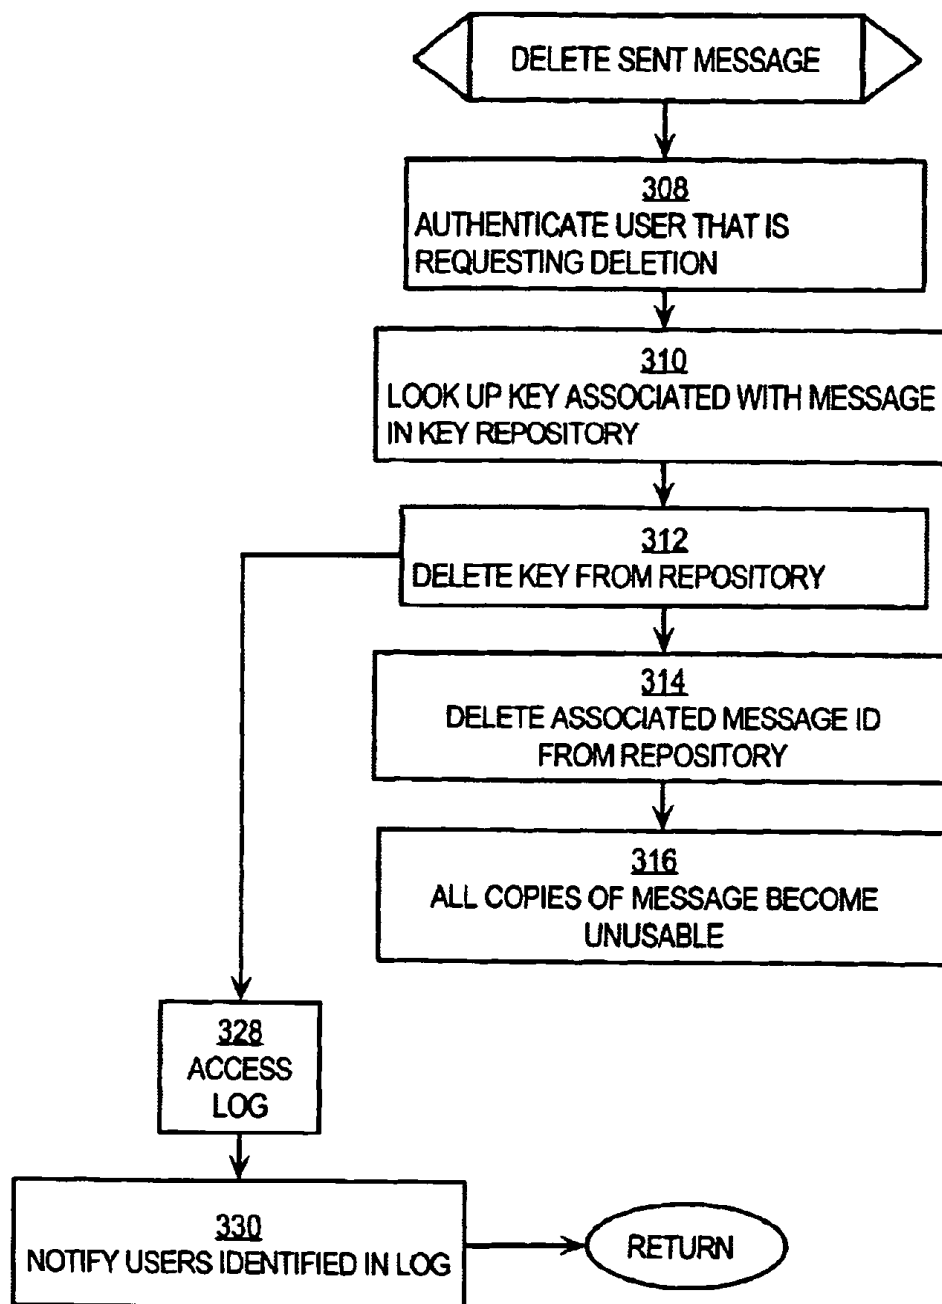 DELETE SENT MESSAGE
308
AUTHENTICATE USER THAT IS
REQUESTING DELETION
310
LOOK UP KEY ASSOCIATED WITH MESSAGE
IN KEY REPOSITORY
312
DELETE KEY FROM REPOSITORY
314
DELETE ASSOCIATED MESSAGE ID
FROM REPOSITORY
316
ALL COPIES OF MESSAGE BECOME
UNUSABLE
328
ACCESS
LOG
330
NOTIFY USERS IDENTIFIED IN LOG
RETURN